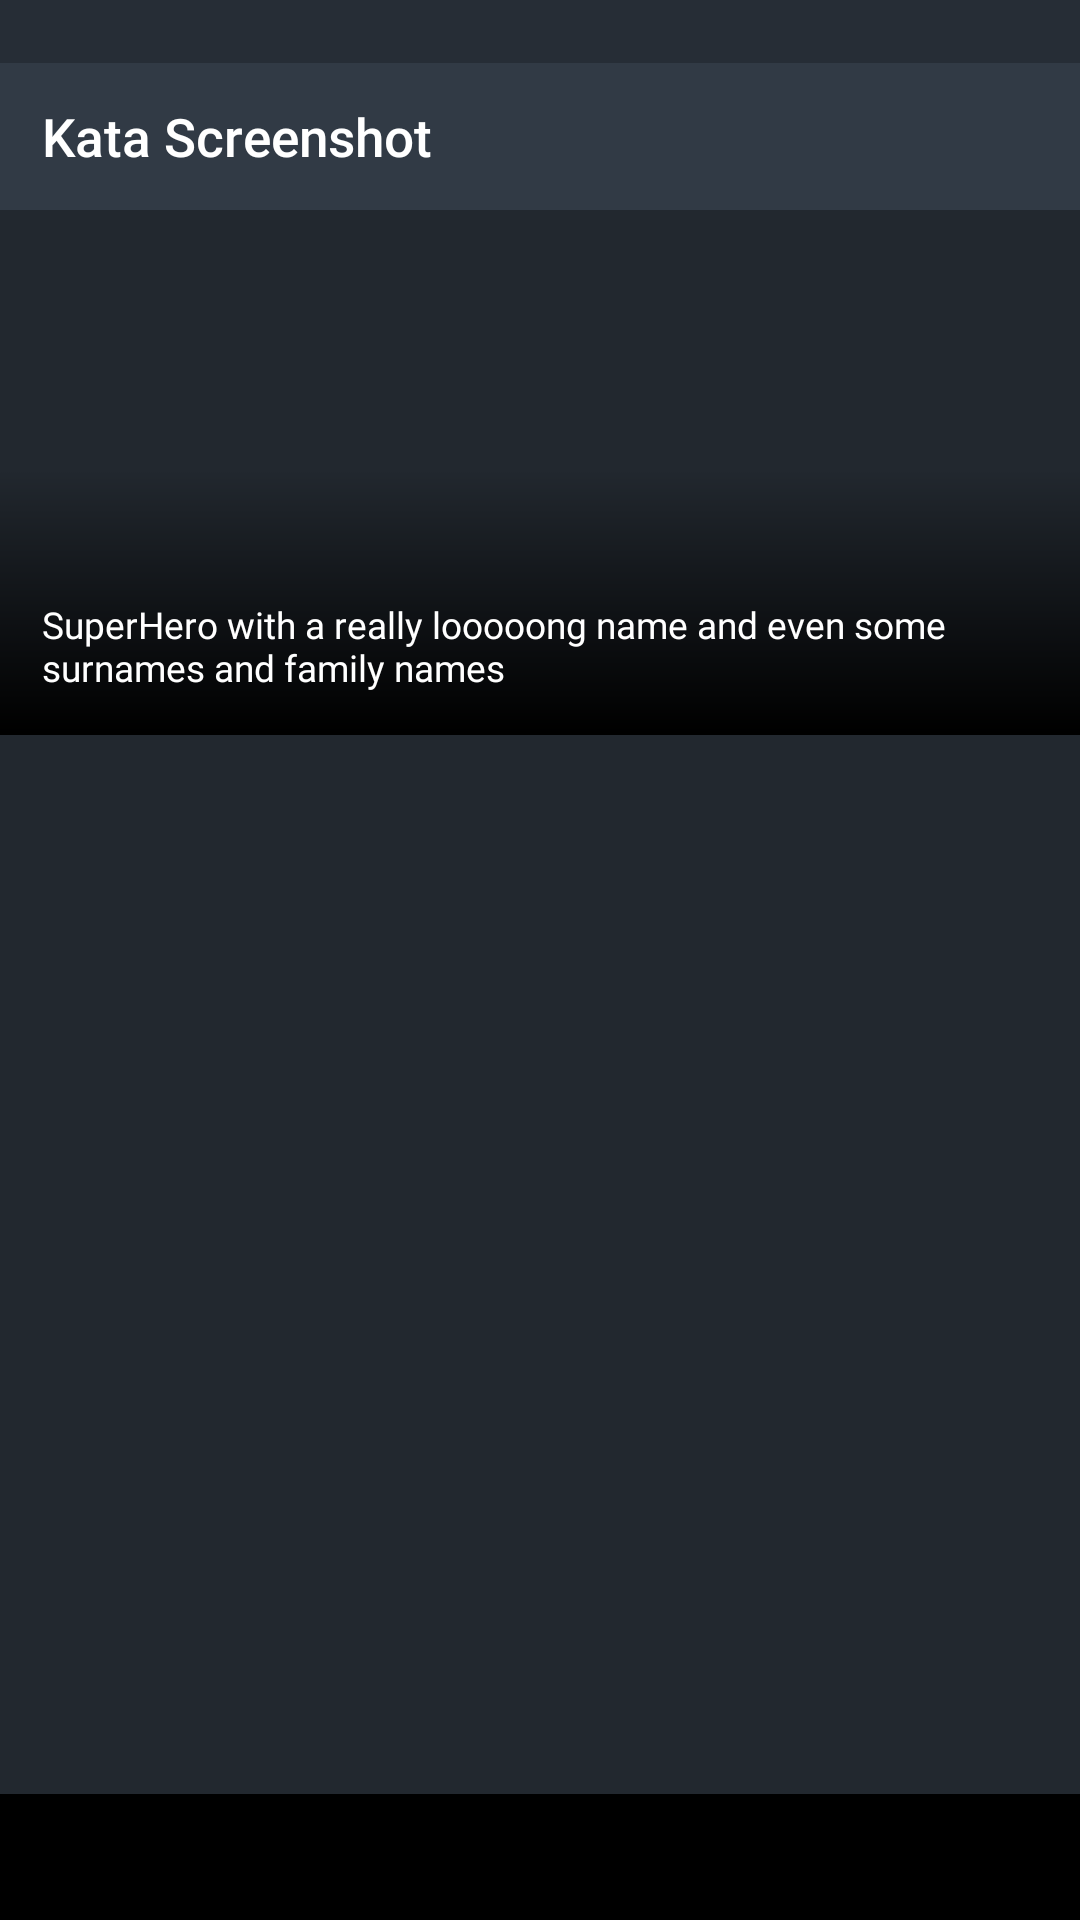 Kata Screenshot
SuperHero with a really looooong name and even some
surnames and family names